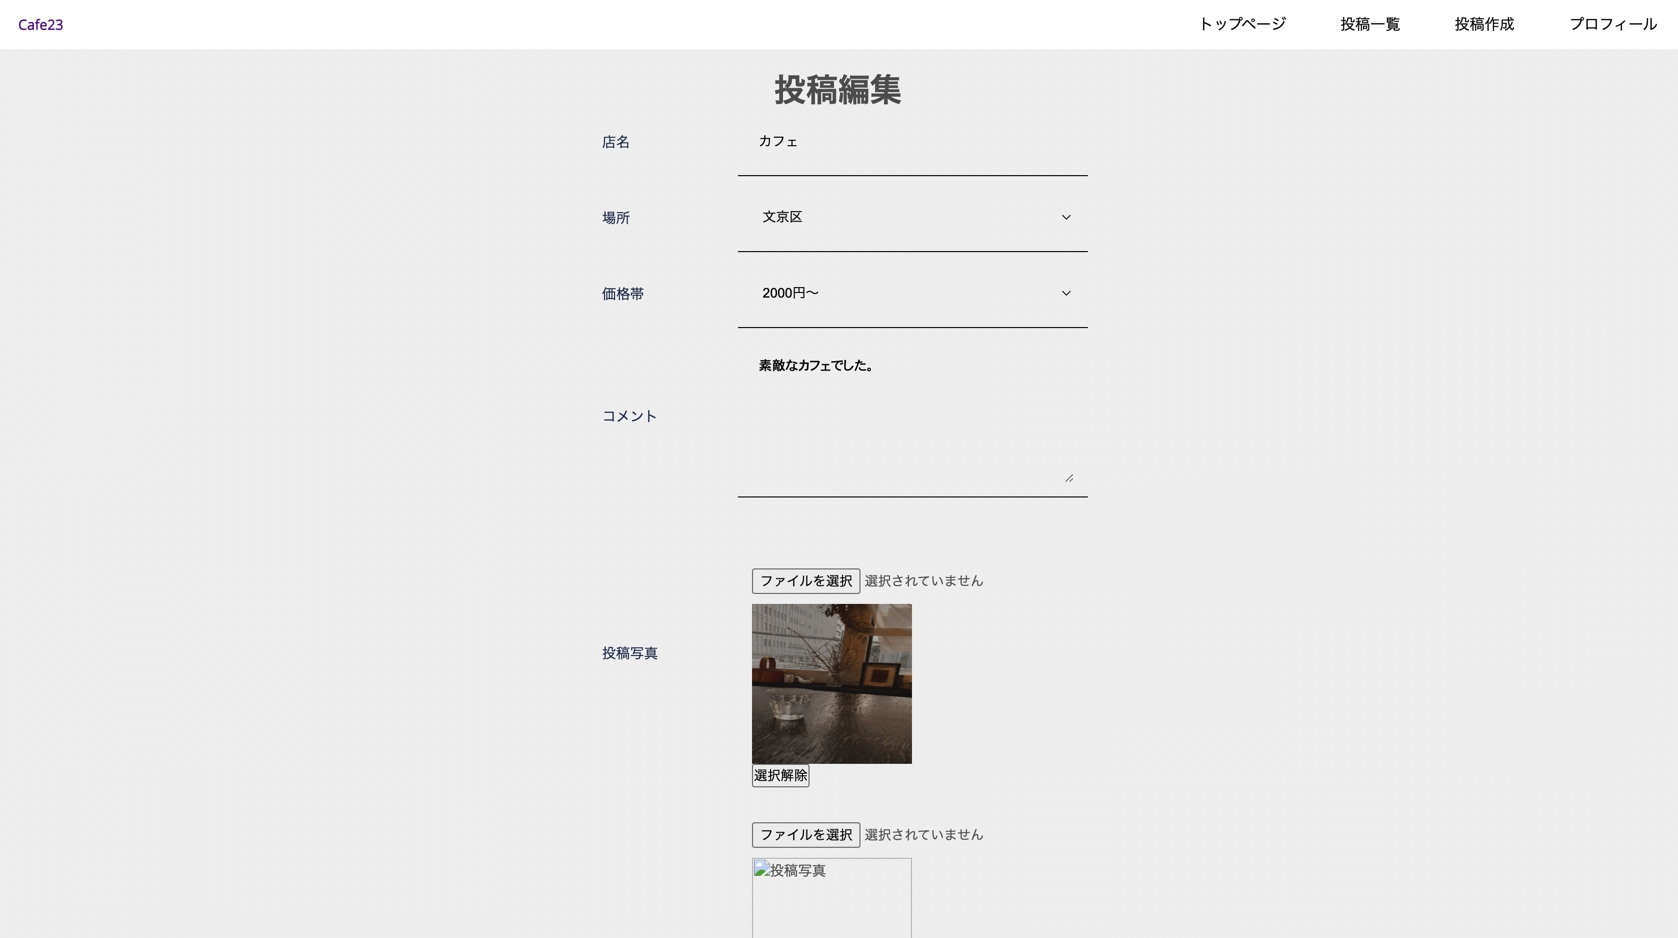 Cafe23
トップページ 投稿一覧 投稿作成 プロフィール
投稿編集
店名 カフェ
場所 文京区
価格帯 2000円〜
素敵なカフェでした。
コメント
ファイルを選択 選択されていません
投稿写真
選択解除
ファイルを選択 選択されていません
投稿写真